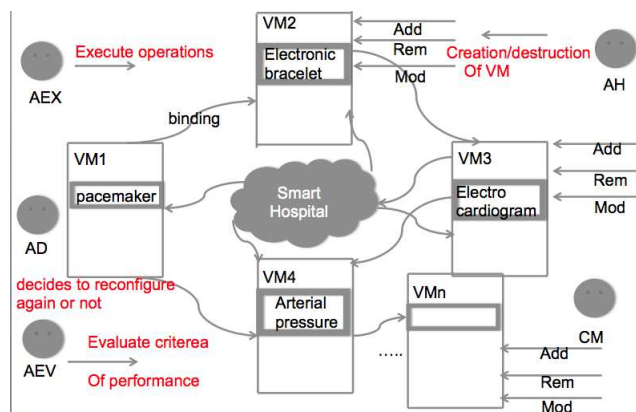 VM2
Add
Execute operations
Electronic
bracelet
Rem
Creation/destruction
Of VM
AEX
Mod
AH
binding
VM1
VM3
Add
pacemaker
Smart
Hospital
Electro
cardiogram
Rem
Mod
AD
VM4
decides to reconfigure
again or not
Arterial
pressure
VMn
Evaluate criterea
CM
AEV
Of performance
.....
Add
Rem
Mod